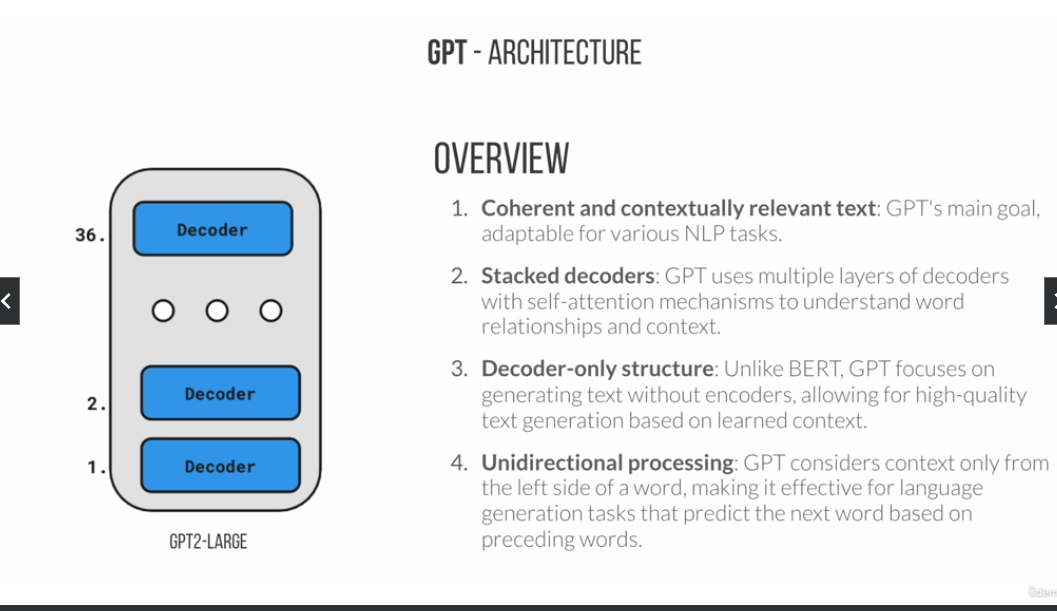 GPT - ARCHITECTURE
OVERVIEW
1. Coherent and contextually relevant text: GPT's main goal,
adaptable for various NLP tasks.
2. Stacked decoders: GPT uses multiple layers of decoders
with self-attention mechanisms to understand word
relationships and context.
3. Decoder-only structure: Unlike BERT, GPT focuses on
generating text without encoders, allowing for high-quality
text generation based on learned context.
4. Unidirectional processing: GPT considers context only from
the left side of a word, making it effective for language
generation tasks that predict the next word based on
preceding words.
36. Decoder
2. Decoder
1. Decoder
GPT2-LARGE